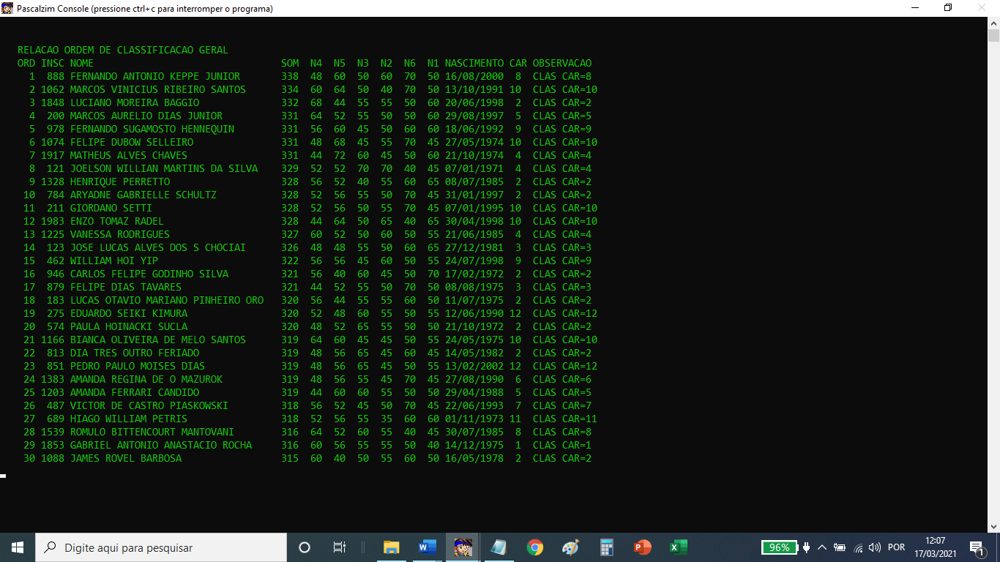 Pascalzim Console (pressione ctrl+c para interromper o programa)
RELACAO ORDEM DE CLASSIFICACAO GERAL
ORD INSC NOME SOM N4 N5 N3 N2 N6 N1 NASCIMENTO CAR OBSERVACAO
1 888 FERNANDO ANTONIO KEPPE JUNIOR 338 48 60 50 60 70 50 16/08/2000 8 CLAS CAR=8
2 1062 MARCOS VINICIUS RIBEIRO SANTOS 334 60 64 50 40 70 50 13/10/1991 10 CLAS CAR=10
3 1848 LUCIANO MOREIRA BAGGIO 332 68 44 55 55 50 60 20/06/1998 2 CLAS CAR=2
4 200 MARCOS AURELIO DIAS JUNIOR 331 64 52 55 50 50 60 29/08/1997 5 CLAS CAR=5
5 978 FERNANDO SUGAMOSTO HENNEQUIN 331 56 60 45 50 60 60 18/06/1992 9 CLAS CAR=9
6 1074 FELIPE DUBOW SELLEIRO 331 48 68 45 55 70 45 27/05/1974 10 CLAS CAR=10
7 1917 MATHEUS ALVES CHAVES 331 44 72 60 45 50 60 21/10/1974 4 CLAS CAR=4
8 121 JOELSON WILLIAN MARTINS DA SILVA 329 52 52 70 70 40 45 07/01/1971 4 CLAS CAR=4
9 1328 HENRIQUE PERRETTO 328 56 52 40 55 60 65 08/07/1985 2 CLAS CAR=2
10 784 ARYADNE GABRIELLE SCHULTZ 328 52 56 55 50 70 45 31/01/1997 2 CLAS CAR=2
11 211 GIORDANO SETTI 328 52 56 50 55 70 45 07/01/1995 10 CLAS CAR=10
12 1983 ENZO TOMAZ RADEL 328 44 64 50 65 40 65 30/04/1998 10 CLAS CAR=10
13 1225 VANESSA RODRIGUES 327 60 52 50 60 50 55 21/06/1985 4 CLAS CAR=4
14 123 JOSE LUCAS ALVES DOS S CHOCIAI 326 48 48 55 50 60 65 27/12/1981 3 CLAS CAR=3
15 462 WILLIAM HOI YIP 322 56 56 45 60 50 55 24/07/1998 9 CLAS CAR=9
16 946 CARLOS FELIPE GODINHO SILVA 321 56 40 60 45 50 70 17/02/1972 2 CLAS CAR=2
17 879 FELIPE DIAS TAVARES 321 44 52 55 50 70 50 08/08/1975 3 CLAS CAR=3
18 183 LUCAS OTAVIO MARIANO PINHEIRO ORO 320 56 44 55 55 60 50 11/07/1975 2 CLAS CAR=2
19 275 EDUARDO SEIKI KIMURA 320 52 48 60 55 50 55 12/06/1990 12 CLAS CAR=12
20 574 PAULA HOINACKI SUCLA 320 48 52 65 55 50 50 21/10/1972 2 CLAS CAR=2
21 1166 BIANCA OLIVEIRA DE MELO SANTOS 319 64 60 45 45 50 55 24/05/1975 10 CLAS CAR=10
22 813 DIA TRES OUTRO FERIADO 319 48 56 65 45 60 45 14/05/1982 2 CLAS CAR=2
23 851 PEDRO PAULO MOISES DIAS 319 48 56 65 45 50 55 13/02/2002 12 CLAS CAR=12
24 1383 AMANDA REGINA DE O MAZUROK 319 48 56 55 45 70 45 27/08/1990 6 CLAS CAR=6
25 1203 AMANDA FERRARI CANDIDO 319 44 60 60 55 50 50 29/04/1988 5 CLAS CAR=5
26 487 VICTOR DE CASTRO PIASKOWSKI 318 56 52 45 50 70 45 22/06/1993 7 CLAS CAR=7
27 689 HIAGO WILLIAM PETRIS 318 52 56 55 35 60 60 01/11/1973 11 CLAS CAR=11
28 1539 ROMULO BITTENCOURT MANTOVANI 316 64 52 60 55 40 45 30/07/1985 8 CLAS CAR=8
29 1853 GABRIEL ANTONIO ANASTACIO ROCHA 316 60 56 55 55 50 40 14/12/1975 1 CLAS CAR=1
30 1088 JAMES ROVEL BARBOSA 315 60 40 50 55 60 50 16/05/1978 2 CLAS CAR=2
Digite aqui para pesquisar
96%
POR
12:07
17/03/2021
1